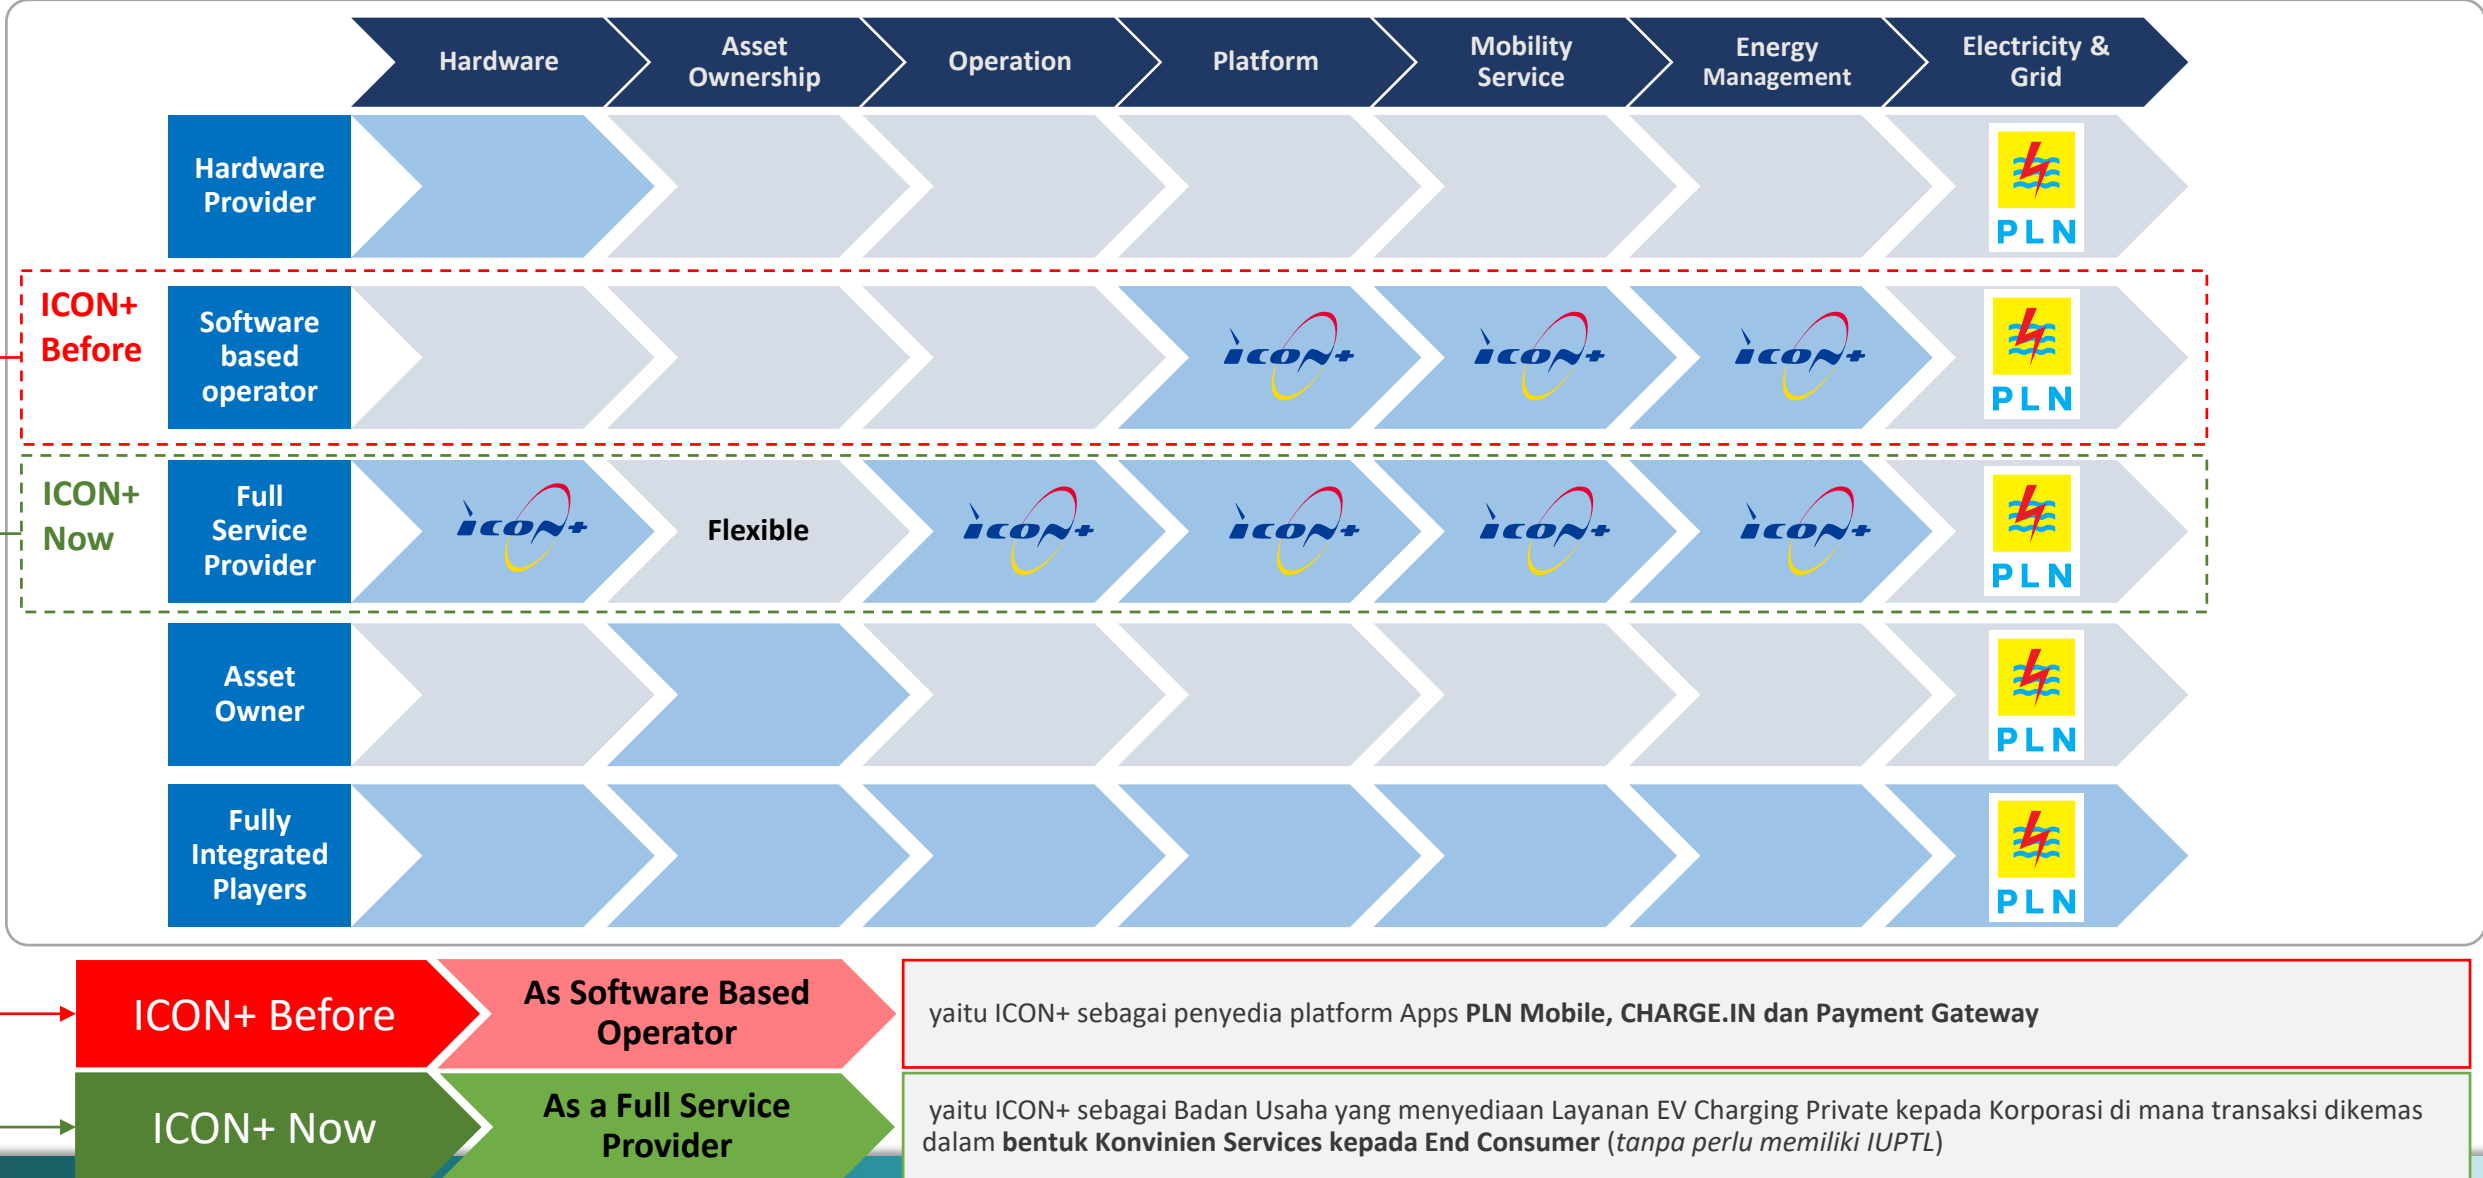 Hardware
Asset
Ownership
Operation
Platform
Mobility
Service
Energy
Management
Electricity &
Grid
Hardware
Provider
PLN
ICON+
Before
Software
based
operator
icon+
icon+
icon+
PLN
ICON+
Now
Full
Service
Provider
icon+
Flexible
icon+
icon+
icon+
icon+
PLN
Asset
Owner
PLN
Fully
Integrated
Players
PLN
ICON+ Before
As Software Based
Operator
yaitu ICON+ sebagai penyedia platform Apps PLN Mobile, CHARGE.IN dan Payment Gateway
ICON+ Now
As a Full Service
Provider
yaitu ICON+ sebagai Badan Usaha yang menyediaan Layanan EV Charging Private kepada Korporasi di mana transaksi dikemas
dalam bentuk Konvinien Services kepada End Consumer (tanpa perlu memiliki IUPTL)